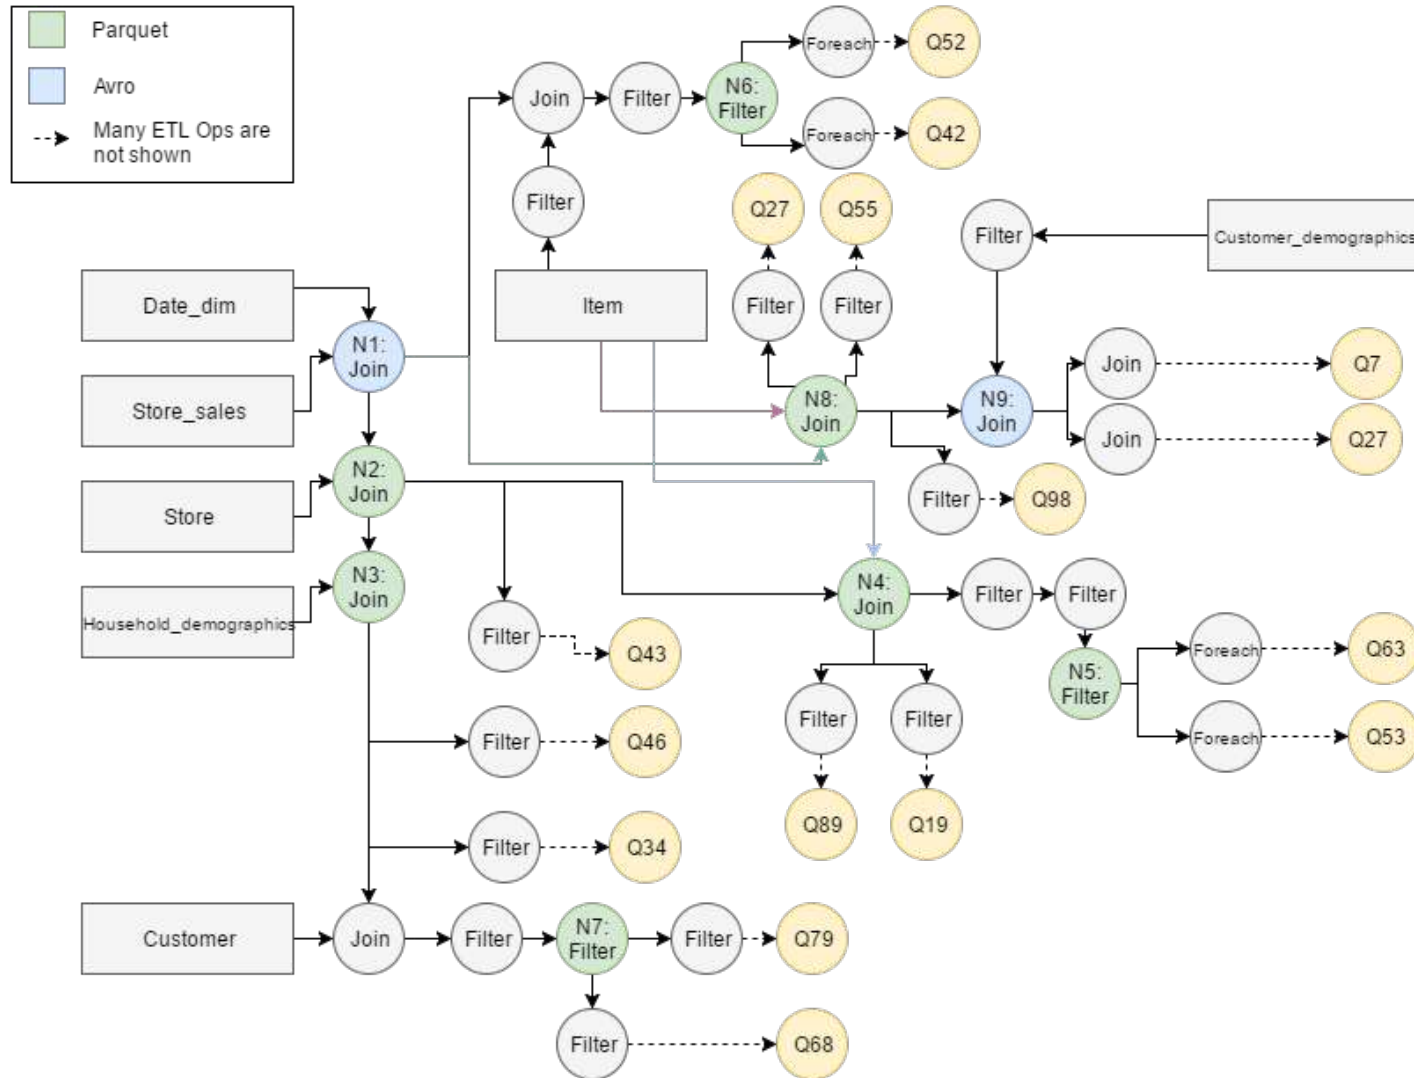 Parquet
Avro
Many ETL Ops are
not shown
Foreach
Q52
Join
Filter
N6:
Filter
Foreach
Q42
Filter
Q27
Q55
Filter
Customer_demographics
Date_dim
Item
Filter
Filter
N1:
Join
Join
Q7
Store_sales
N8:
Join
N9:
Join
Join
Q27
N2:
Join
Store
Filter
Q98
N3:
Join
N4:
Join
Filter
Filter
Household_demographics
Filter
Q43
Foreach
Q63
N5:
Filter
Filter
Filter
Foreach
Q53
Filter
Q46
Q89
Q19
Filter
Q34
Customer
Join
Filter
N7:
Filter
Filter
Q79
Filter
Q68